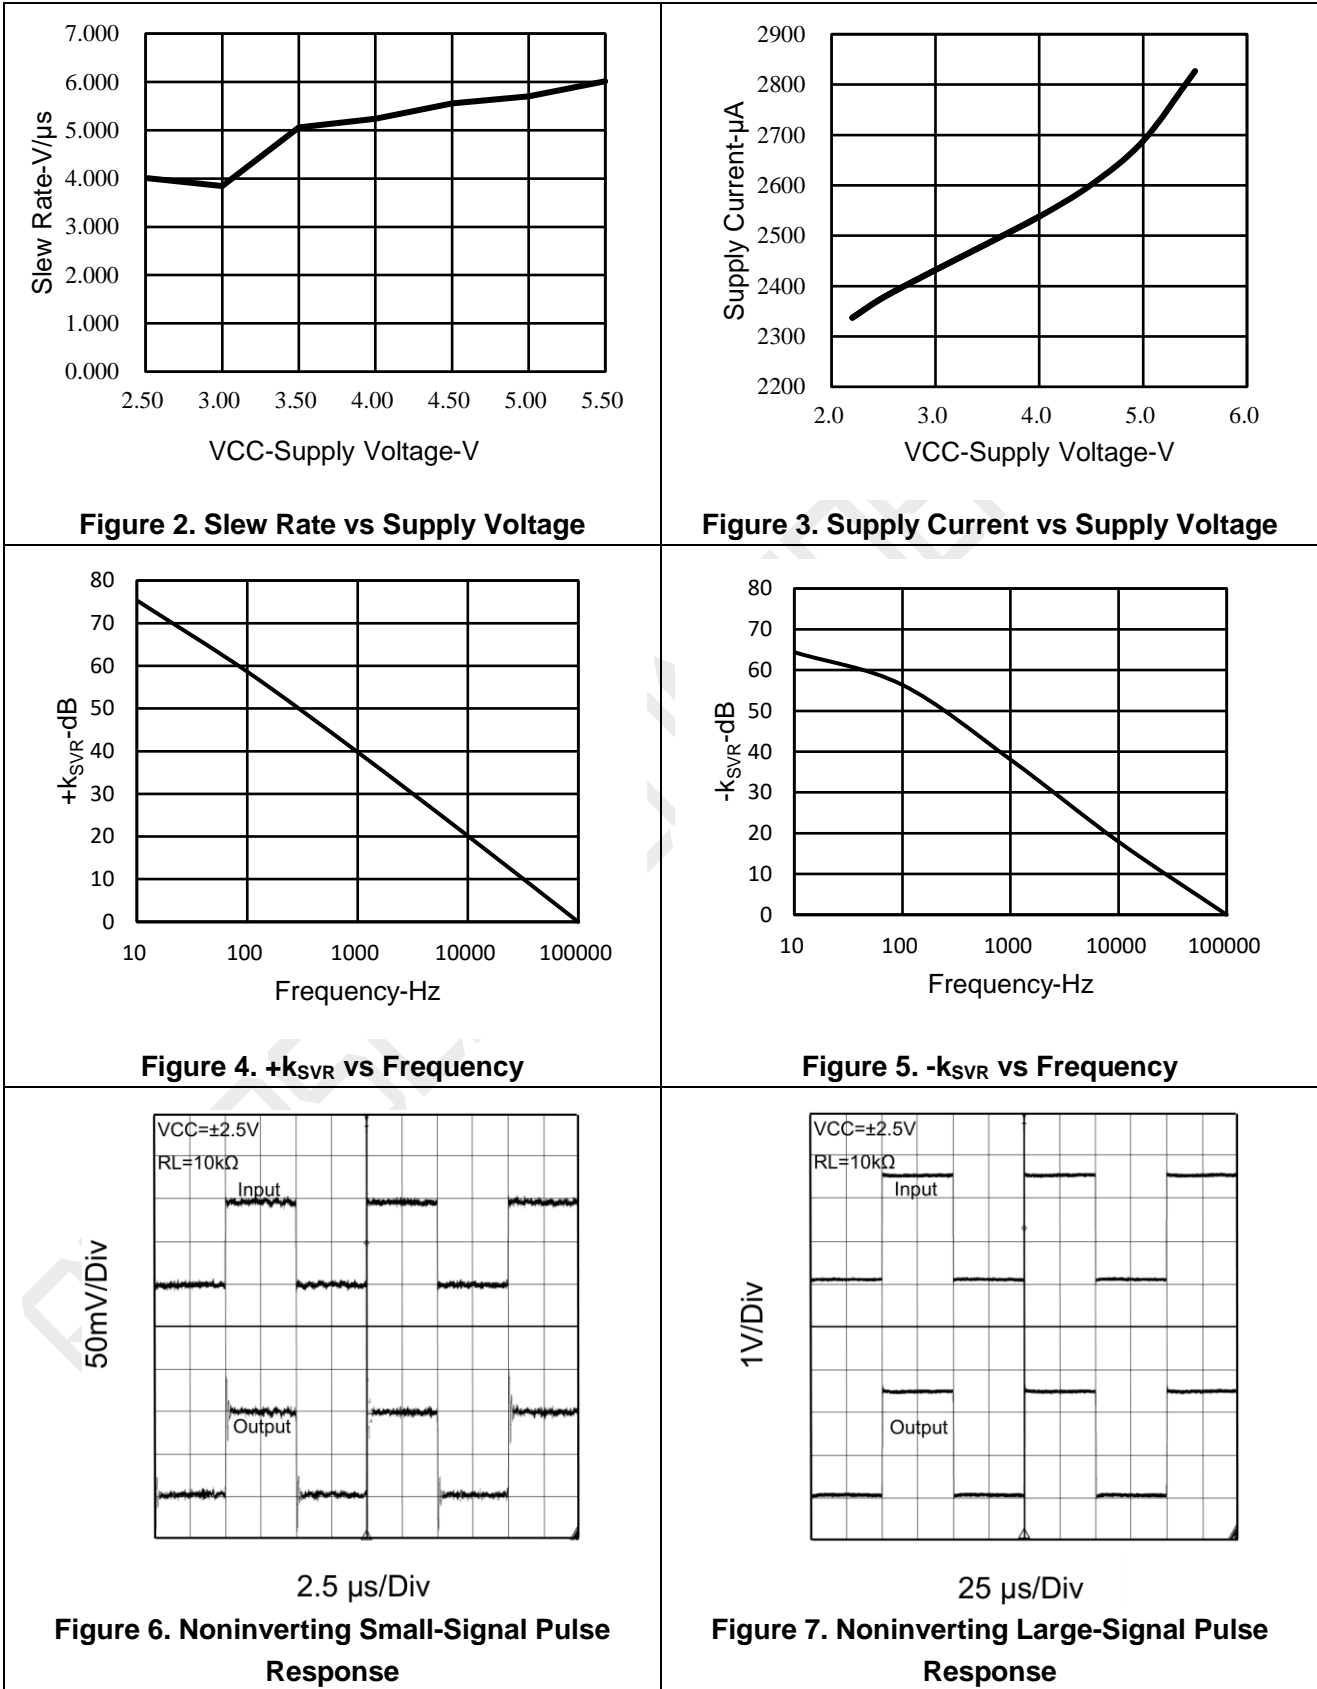 7.000
6.000
5.000
4.000
3.000
2.000
1.000
0.000
Slew Rate-V/µs
2.50 3.00 3.50 4.00 4.50 5.00 5.50
VCC-Supply Voltage-V
Figure 2. Slew Rate vs Supply Voltage
2900
2800
2700
2600
2500
2400
2300
2200
Supply Current-µA
2.0 3.0 4.0 5.0 6.0
VCC-Supply Voltage-V
Figure 3. Supply Current vs Supply Voltage
80
70
60
50
40
30
20
10
0
+kSVR-dB
10 100 1000 10000 100000
Frequency-Hz
Figure 4. +kSVR vs Frequency
80
70
60
50
40
30
20
10
0
-kSVR-dB
10 100 1000 10000 100000
Frequency-Hz
Figure 5. -kSVR vs Frequency
VCC=±2.5V
RL=10kΩ
Input
Output
50mV/Div
2.5 µs/Div
Figure 6. Noninverting Small-Signal Pulse
Response
VCC=±2.5V
RL=10kΩ
Input
Output
1V/Div
25 µs/Div
Figure 7. Noninverting Large-Signal Pulse
Response